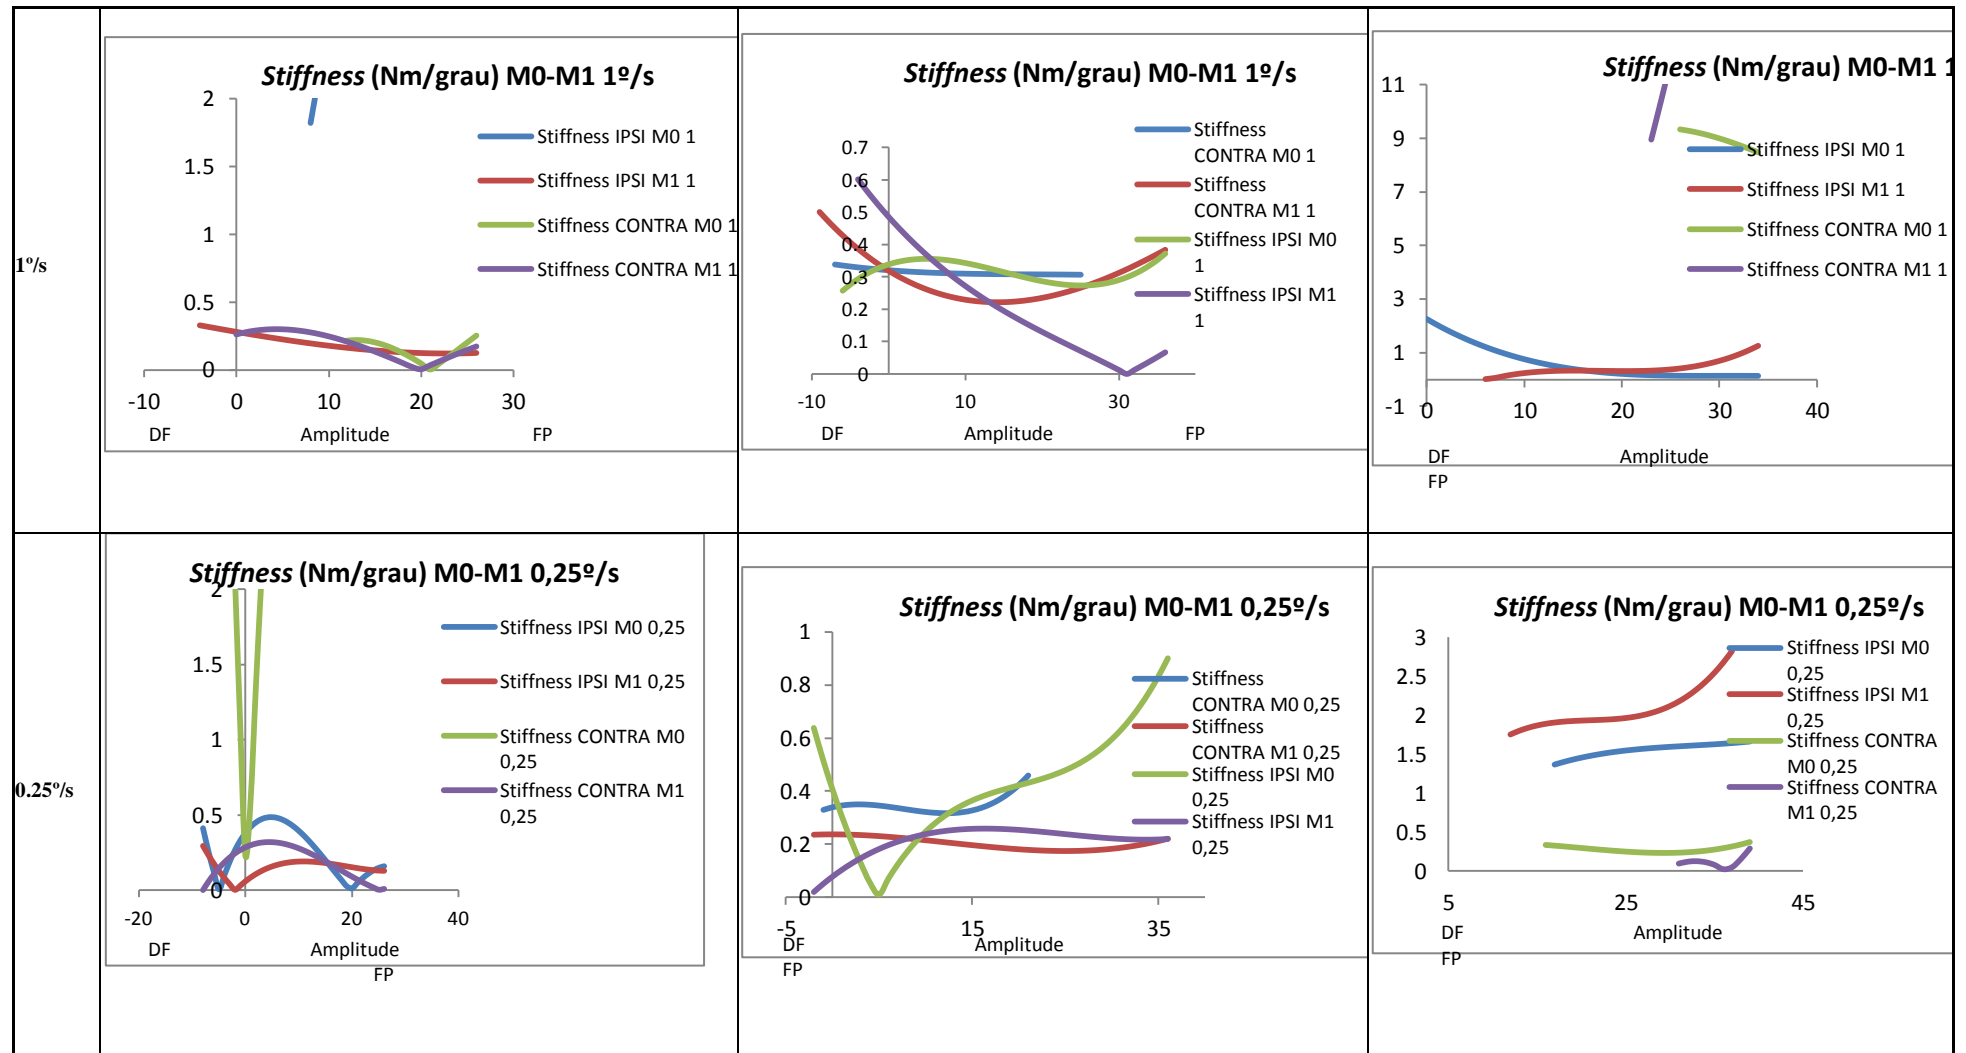 1º/s
Stiffness (Nm/grau) M0-M1 1º/s
2
1.5
1
0.5
0
-10 0 10 20 30
DF Amplitude FP
Stiffness IPSI M0 1
Stiffness IPSI M1 1
Stiffness CONTRA M0 1
Stiffness CONTRA M1 1
Stiffness (Nm/grau) M0-M1 1º/s
0.7
0.6
0.5
0.4
0.3
0.2
0.1
0
-10 10 30
DF Amplitude FP
Stiffness
CONTRA M0 1
Stiffness
CONTRA M1 1
Stiffness IPSI M0
1
Stiffness IPSI M1
1
Stiffness (Nm/grau) M0-M1 1
11
9
7
5
3
1
-1
0 10 20 30 40
DF Amplitude
FP
Stiffness IPSI M0 1
Stiffness IPSI M1 1
Stiffness CONTRA M0 1
Stiffness CONTRA M1 1
0.25º/s
Stiffness (Nm/grau) M0-M1 0,25º/s
2
1.5
1
0.5
0
-20 0 20 40
DF Amplitude
FP
Stiffness IPSI M0 0,25
Stiffness IPSI M1 0,25
Stiffness CONTRA M0
0,25
Stiffness CONTRA M1
0,25
Stiffness (Nm/grau) M0-M1 0,25º/s
1
0.8
0.6
0.4
0.2
0
-5 15 35
DF Amplitude
FP
Stiffness
CONTRA M0 0,25
Stiffness
CONTRA M1 0,25
Stiffness IPSI M0
0,25
Stiffness IPSI M1
0,25
Stiffness (Nm/grau) M0-M1 0,25º/s
3
2.5
2
1.5
1
0.5
0
5 25 45
DF Amplitude
FP
Stiffness IPSI M0
0,25
Stiffness IPSI M1
0,25
Stiffness CONTRA
M0 0,25
Stiffness CONTRA
M1 0,25